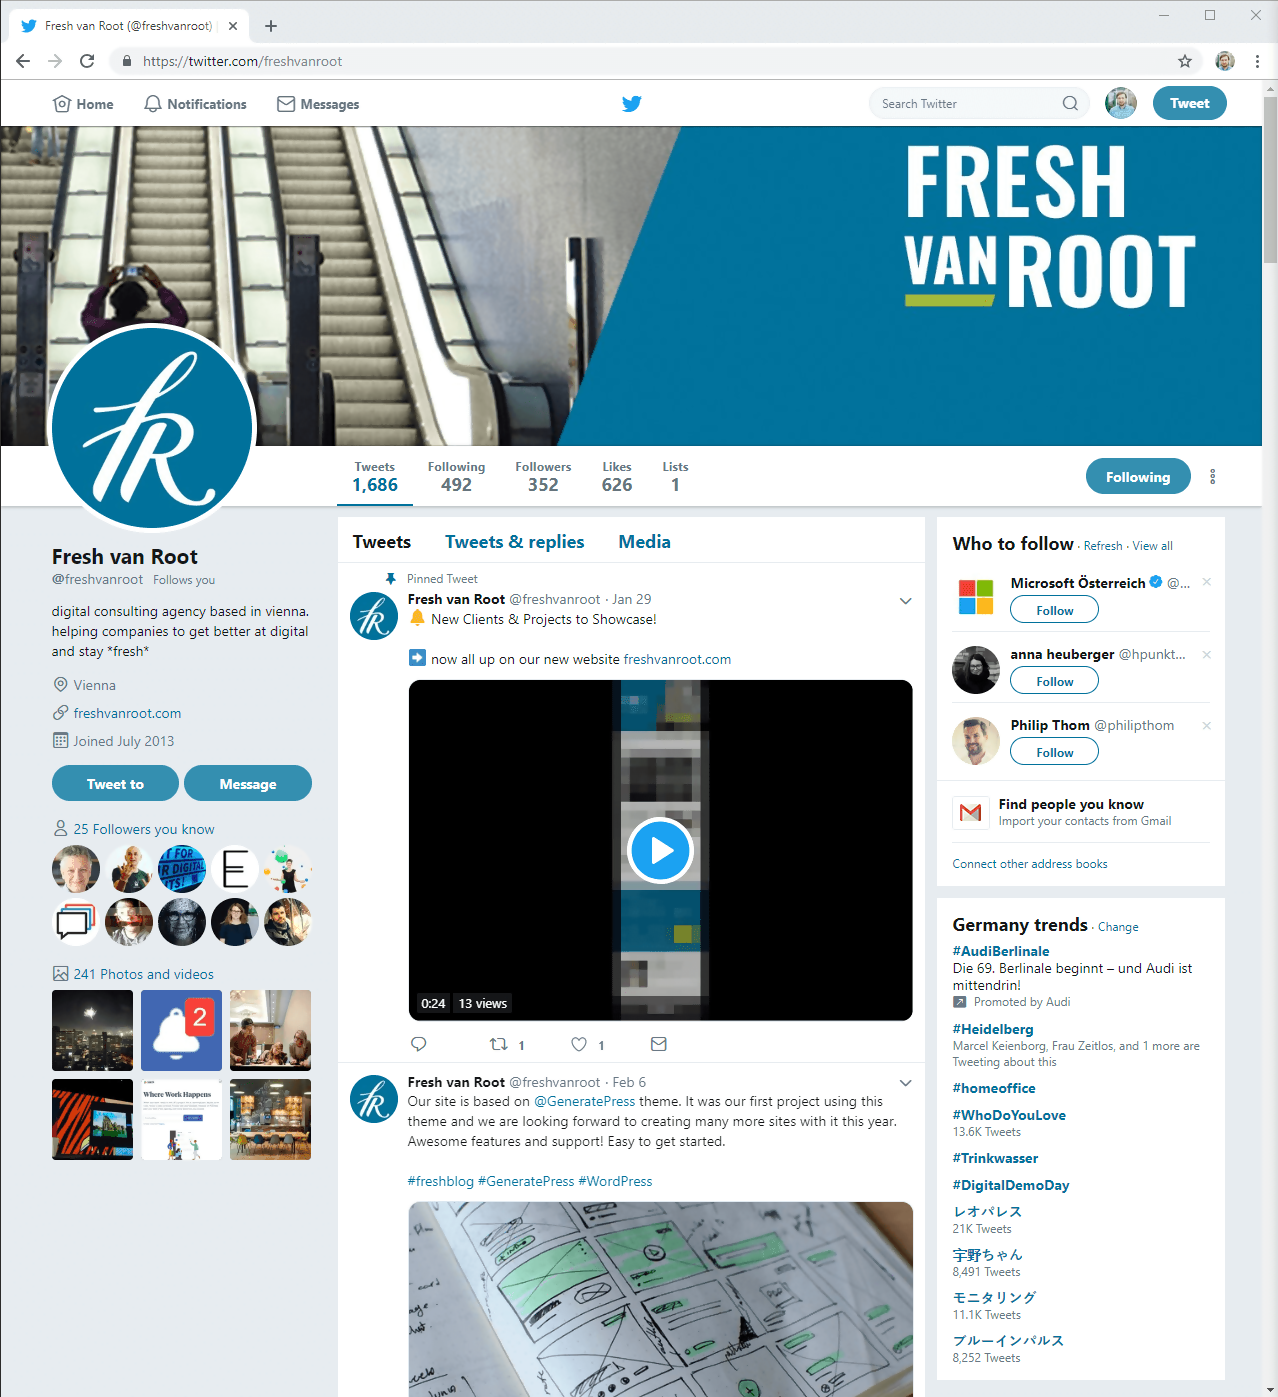 Fresh van Root (@freshvanroot)
https://twitter.com/freshvanroot
Home Notifications Messages
Search Twitter
Tweet
FRESH
VAN ROOT
fR
Tweets Following Followers Likes Lists
1,686 492 352 626 1
Following
Fresh van Root
@freshvanroot Follows you
digital consulting agency based in vienna.
helping companies to get better at digital
and stay *fresh*
Vienna
freshvanroot.com
Joined July 2013
Tweet to Message
25 Followers you know
T FOR
R DIGITAL
TS!
E
241 Photos and videos
2
Where Work Happens
Tweets Tweets & replies Media
Pinned Tweet
Fresh van Root @freshvanroot · Jan 29
New Clients & Projects to Showcase!
now all up on our new website freshvanroot.com
0:24 13 views
1 1
Fresh van Root @freshvanroot · Feb 6
Our site is based on @GeneratePress theme. It was our first project using this
theme and we are looking forward to creating many more sites with it this year.
Awesome features and support! Easy to get started.
#freshblog #GeneratePress #WordPress
Who to follow · Refresh · View all
Microsoft Österreich @...
Follow
anna heuberger @hpunkt...
Follow
Philip Thom @philipthom
Follow
Find people you know
Import your contacts from Gmail
Connect other address books
Germany trends · Change
#AudiBerlinale
Die 69. Berlinale beginnt – und Audi ist
mittendrin!
Promoted by Audi
#Heidelberg
Marcel Keienborg, Frau Zeitlos, and 1 more are
Tweeting about this
#homeoffice
#WhoDoYouLove
13.6K Tweets
#Trinkwasser
#DigitalDemoDay
レオパレス
21K Tweets
宇野ちゃん
8,491 Tweets
モニタリング
11.1K Tweets
ブルーインパルス
8,252 Tweets